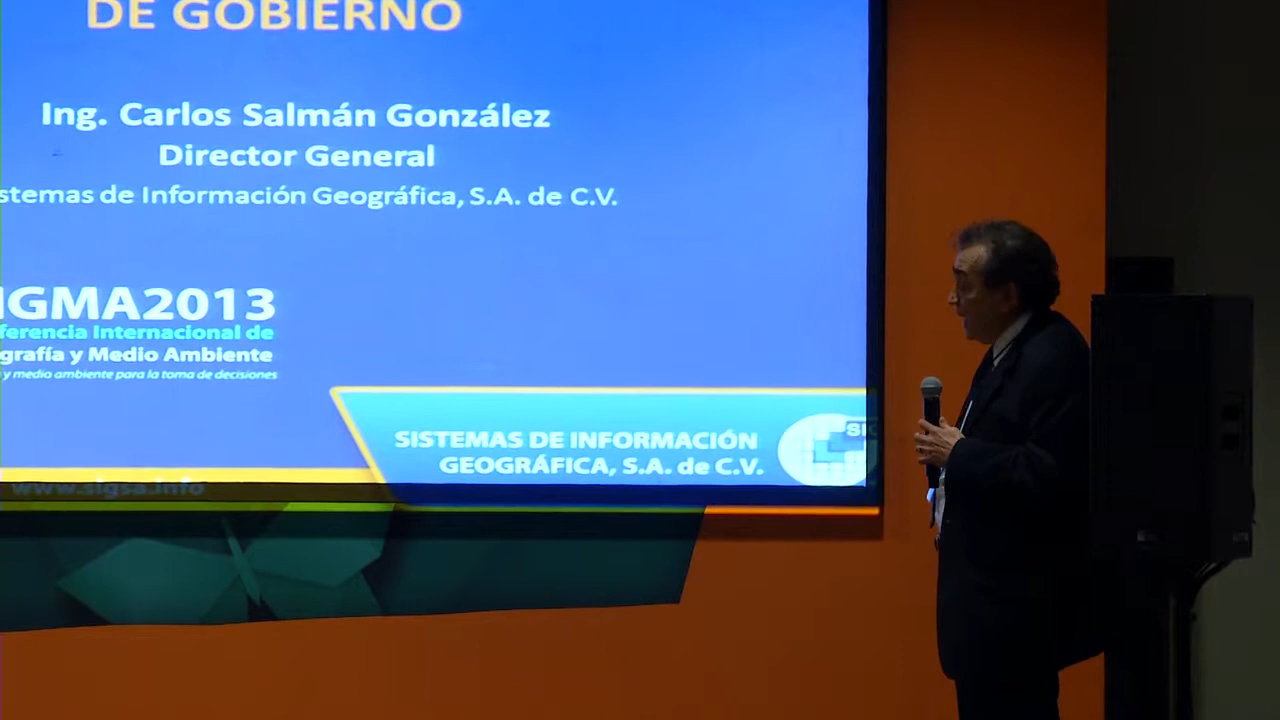 DE GOBIERNO
Ing. Carlos Salmán González
Director General
stemas de Información Geográfica, S.A. de C.V.
IGMA2013
ferencia Internacional de
grafía y Medio Ambiente
y medio ambiente para la toma de decisiones
SISTEMAS DE INFORMACIÓN
GEOGRÁFICA, S.A. de C.V.
www.sigsa.info